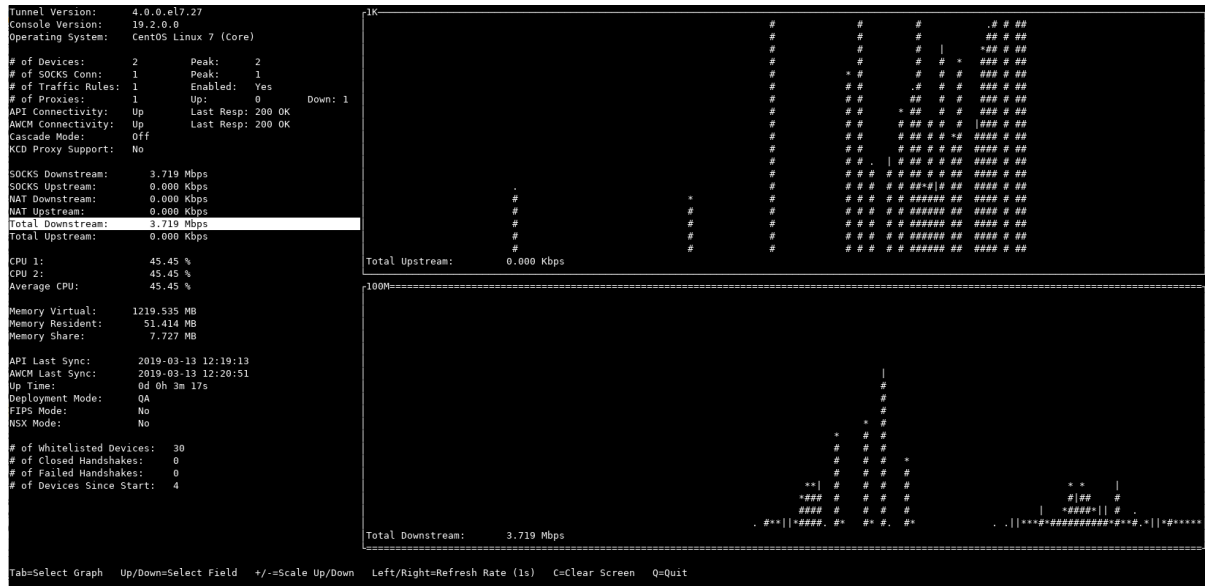 Tunnel Version: 4.0.0.el7.27
Console Version: 19.2.0.0
Operating System: CentOS Linux 7 (Core)
# of Devices: 2 Peak: 2
# of SOCKS Conn: 1 Peak: 1
# of Traffic Rules: 1 Enabled: Yes
# of Proxies: 1 Up: 0 Down: 1
API Connectivity: Up Last Resp: 200 OK
AWCM Connectivity: Up Last Resp: 200 OK
Cascade Mode: Off
KCD Proxy Support: No
SOCKS Downstream: 3.719 Mbps
SOCKS Upstream: 0.000 Kbps
NAT Downstream: 0.000 Kbps
NAT Upstream: 0.000 Kbps
Total Downstream: 3.719 Mbps
Total Upstream: 0.000 Kbps
CPU 1: 45.45 %
CPU 2: 45.45 %
Average CPU: 45.45 %
Memory Virtual: 1219.535 MB
Memory Resident: 51.414 MB
Memory Share: 7.727 MB
API Last Sync: 2019-03-13 12:19:13
AWCM Last Sync: 2019-03-13 12:20:51
Up Time: 0d 0h 3m 17s
Deployment Mode: QA
FIPS Mode: No
NSX Mode: No
# of Whitelisted Devices: 30
# of Closed Handshakes: 0
# of Failed Handshakes: 0
# of Devices Since Start: 4
1K
Total Upstream: 0.000 Kbps
100M
Total Downstream: 3.719 Mbps
Tab=Select Graph Up/Down=Select Field +/-=Scale Up/Down Left/Right=Refresh Rate (1s) C=Clear Screen Q=Quit